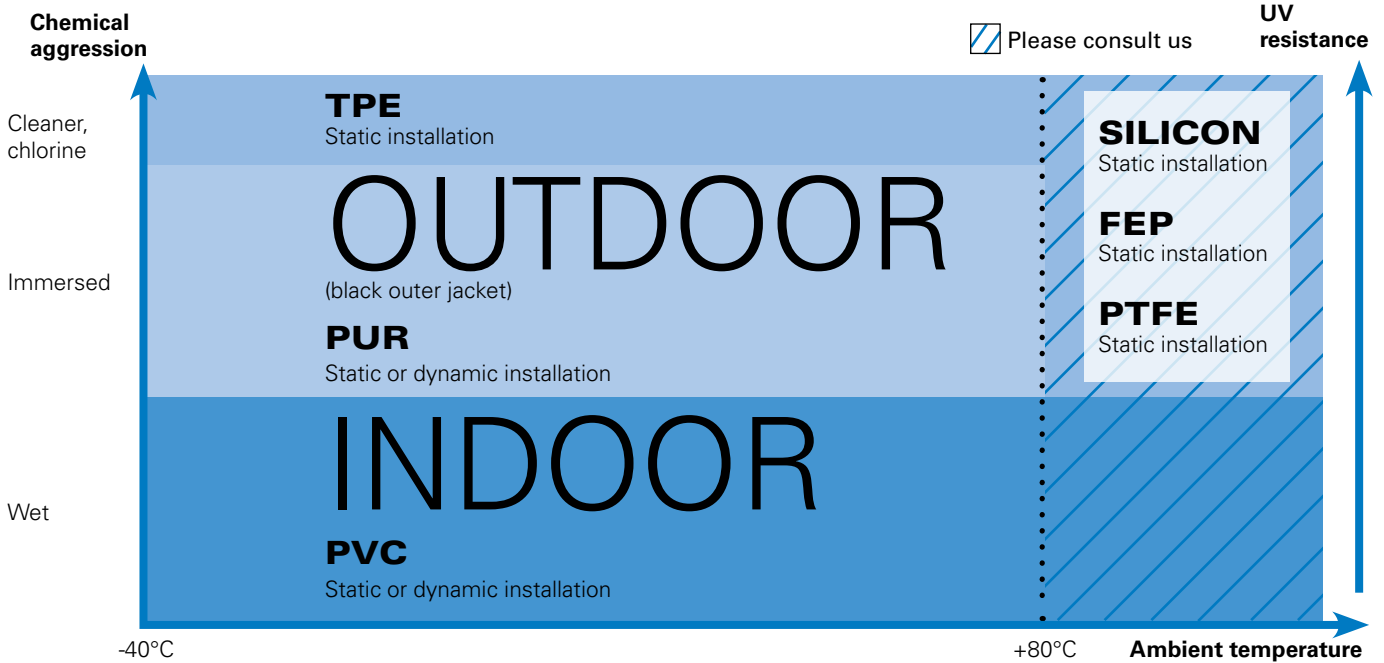 Chemical
aggression
Please consult us
UV
resistance
Cleaner,
chlorine
TPE
Static installation
SILICON
Static installation
OUTDOOR
(black outer jacket)
FEP
Static installation
Immersed
PUR
Static or dynamic installation
PTFE
Static installation
INDOOR
Wet
PVC
Static or dynamic installation
-40°C
+80°C
Ambient temperature